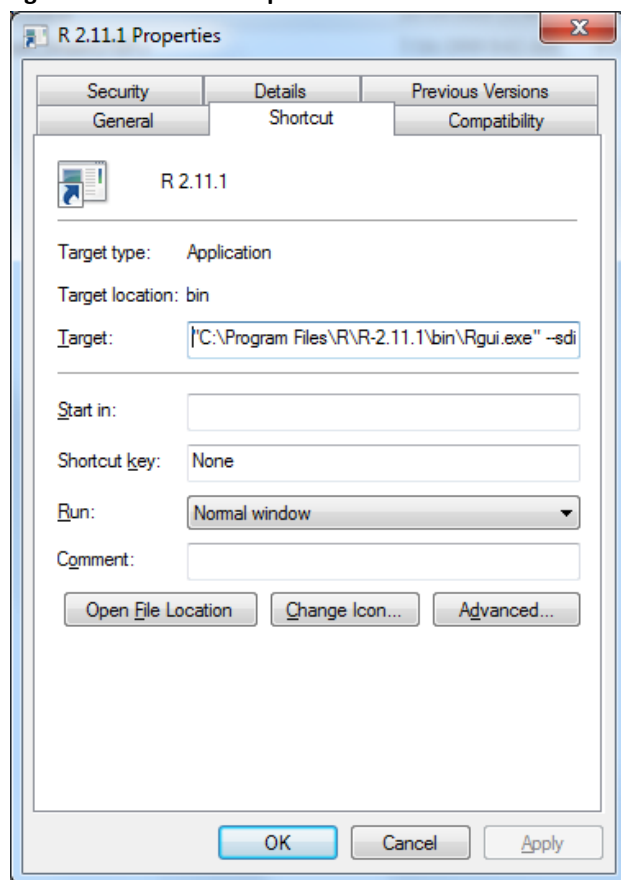 R 2.11.1 Properties
Security Details Previous Versions
General Shortcut Compatibility
R 2.11.1
Target type: Application
Target location: bin
Target: "C:\Program Files\R\R-2.11.1\bin\Rgui.exe" --sdi
Start in:
Shortcut key: None
Run: Normal window
Comment:
Open File Location Change Icon... Advanced...
OK Cancel Apply